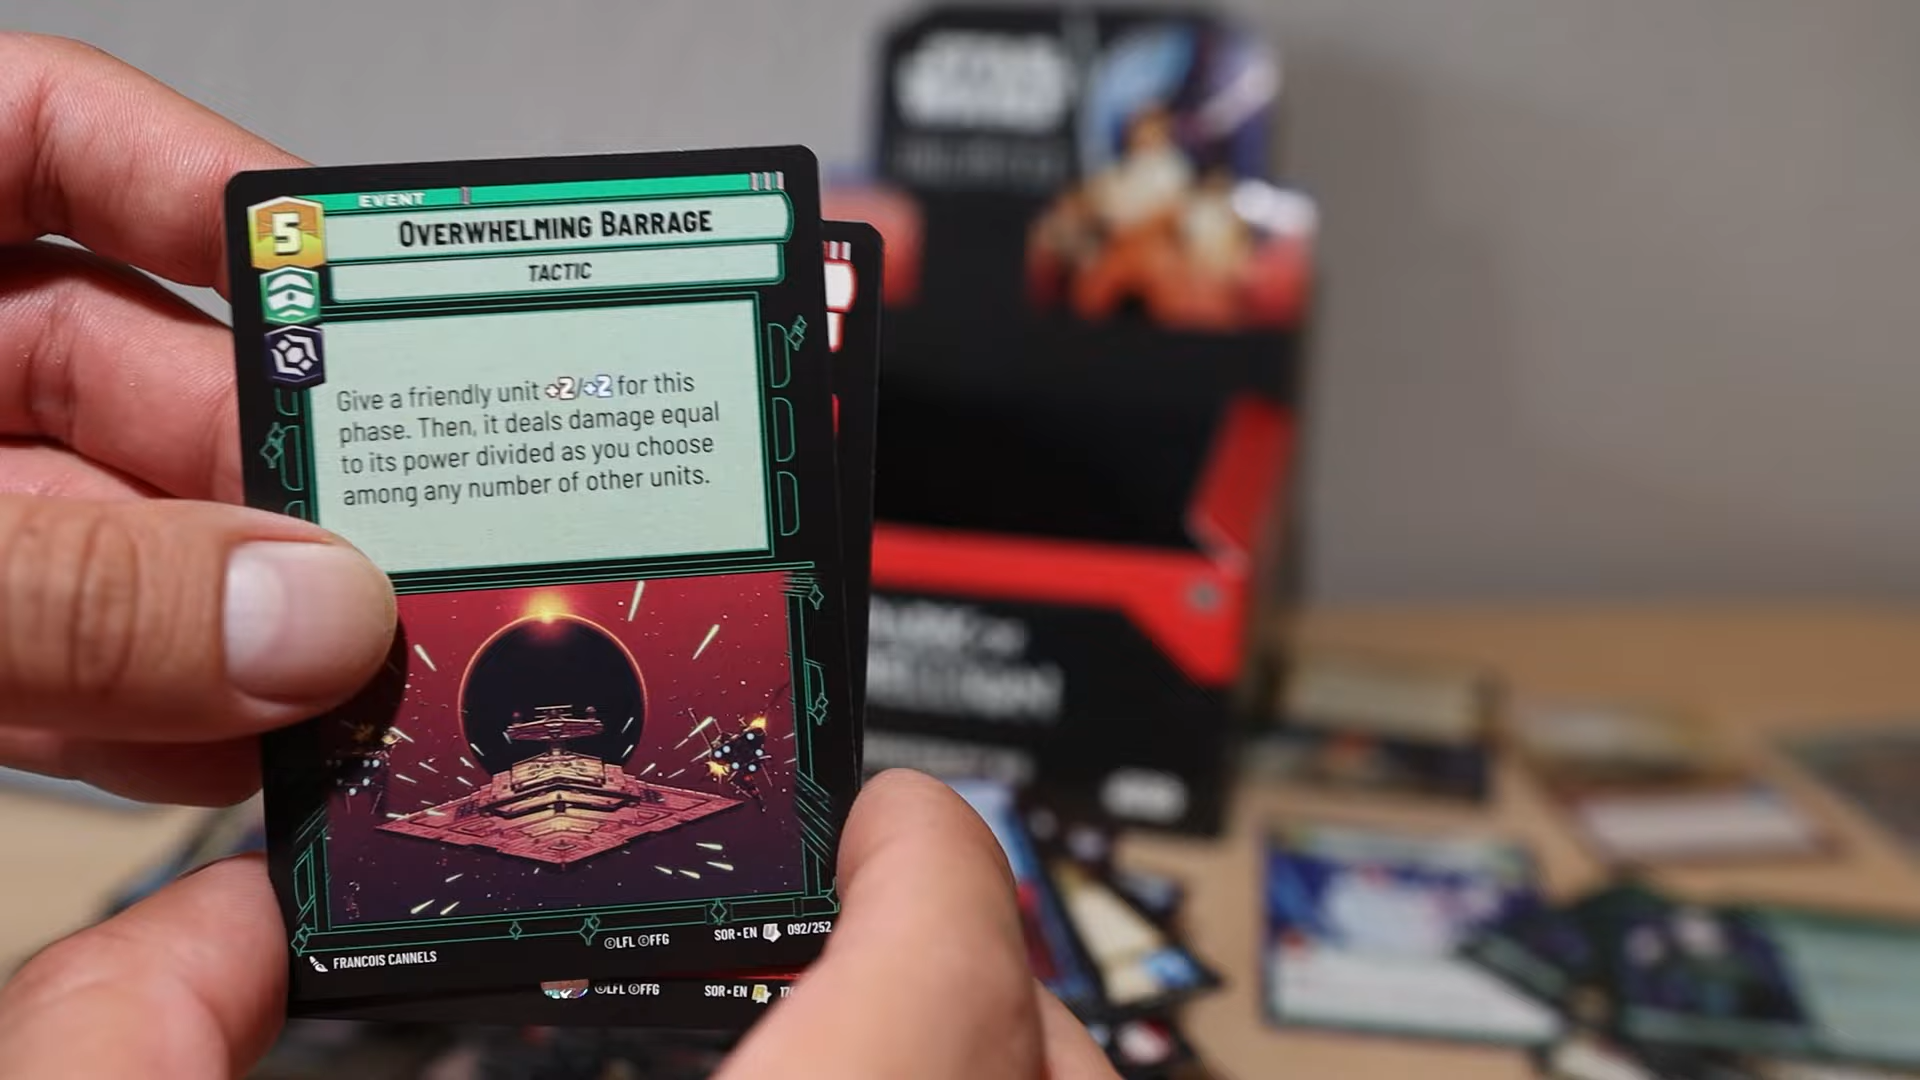 EVENT
5
OVERWHELMING BARRAGE
TACTIC
Give a friendly unit +2/+2 for this
phase. Then, it deals damage equal
to its power divided as you choose
among any number of other units.
FRANCOIS CANNELS
©LFL ©FFG
SOR•EN U 092/252
©LFL ©FFG
SOR•EN R
STAR